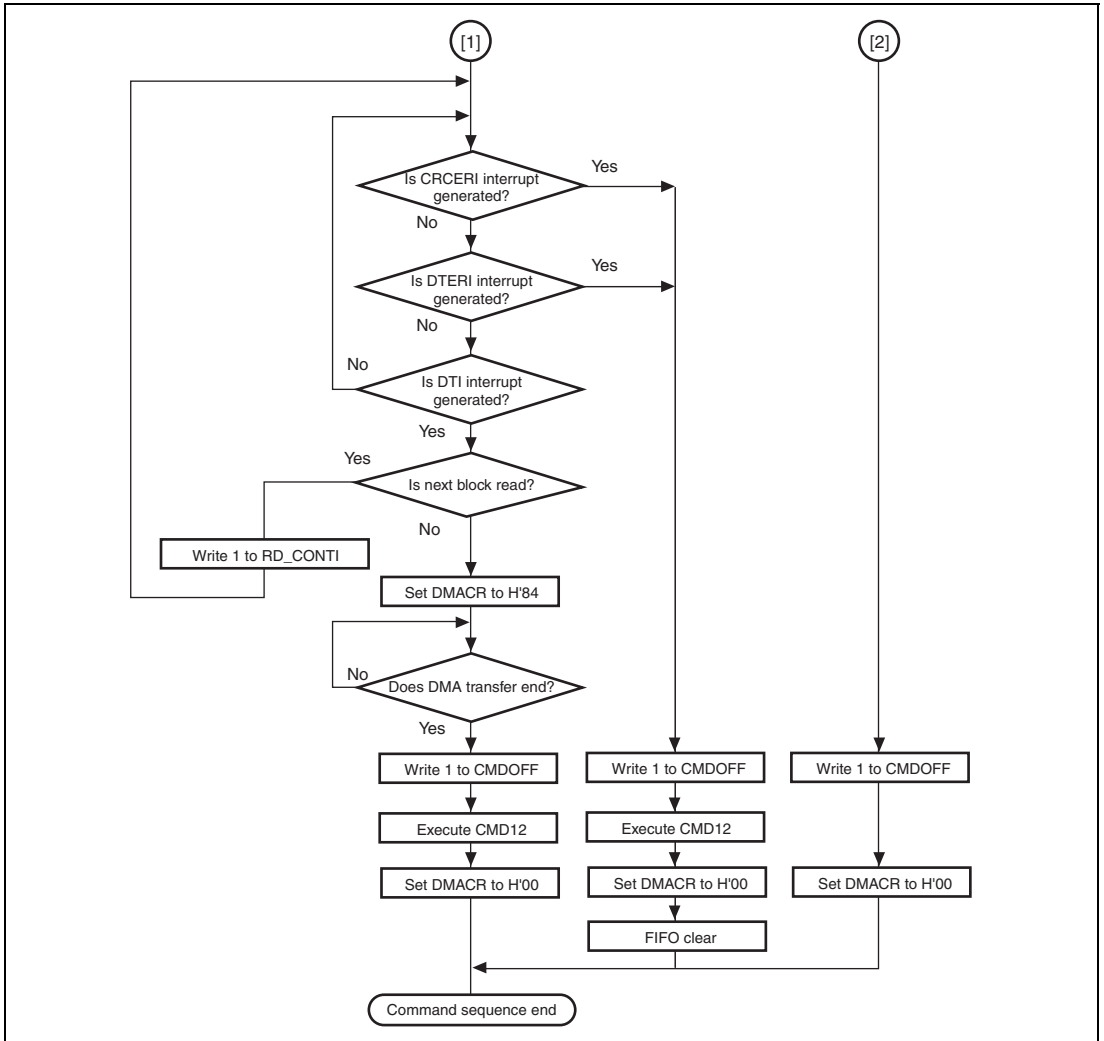 [1]
[2]
Is CRCERI interrupt
generated?
Yes
No
Is DTERI interrupt
generated?
Yes
No
Is DTI interrupt
generated?
No
Yes
Is next block read?
Yes
No
Write 1 to RD_CONTI
Set DMACR to H'84
Does DMA transfer end?
No
Yes
Write 1 to CMDOFF
Write 1 to CMDOFF
Write 1 to CMDOFF
Execute CMD12
Execute CMD12
Set DMACR to H'00
Set DMACR to H'00
Set DMACR to H'00
FIFO clear
Command sequence end